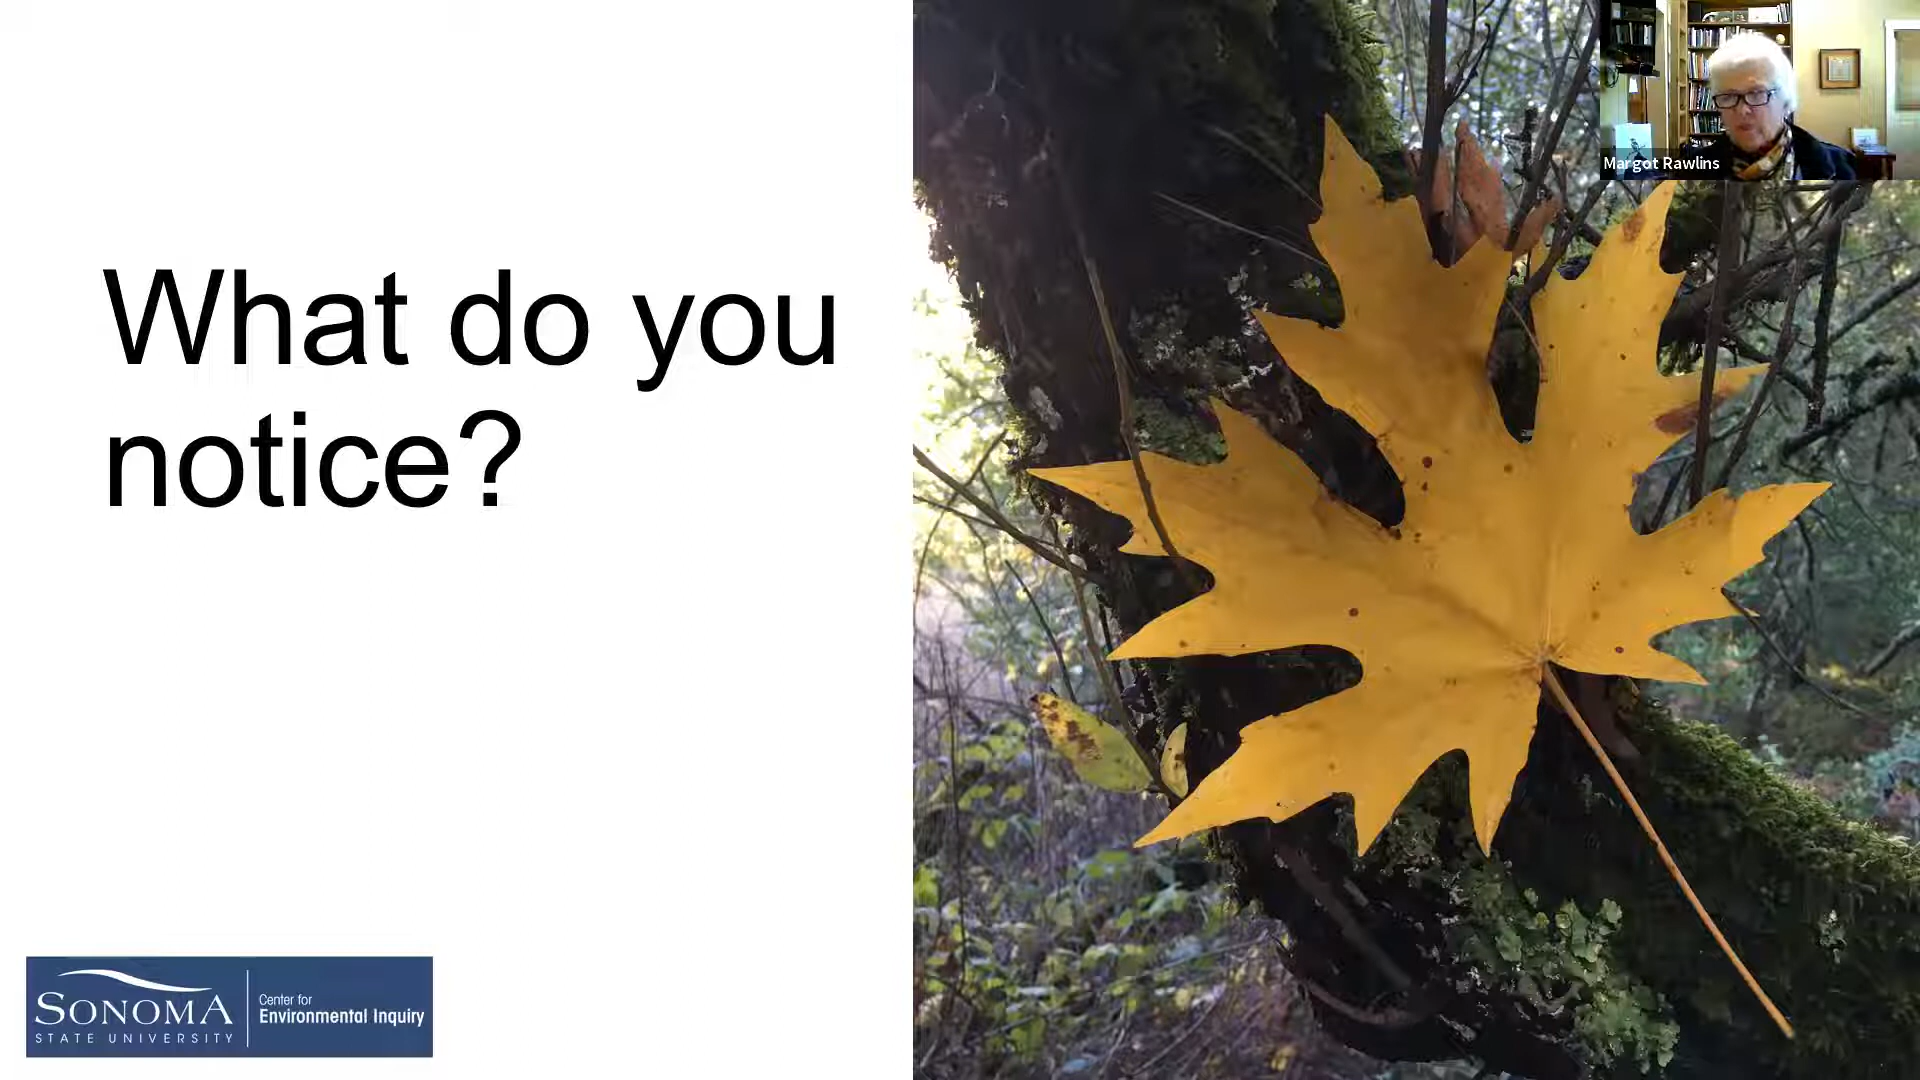 What do you
notice?
Margot Rawlins
SONOMA
STATE UNIVERSITY
Center for
Environmental Inquiry